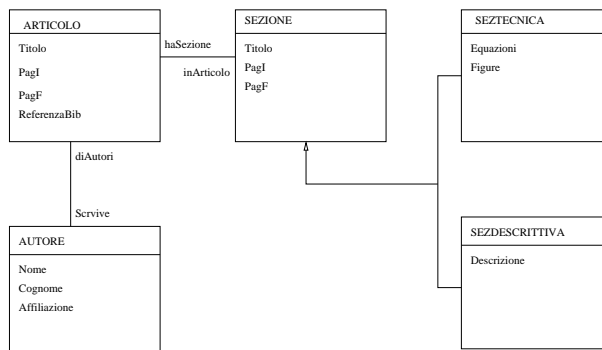 ARTICOLO
Titolo
PagI
PagF
ReferenzaBib
haSezione
inArticolo
SEZIONE
Titolo
PagI
PagF
SEZTECNICA
Equazioni
Figure
diAutori
Scrvive
AUTORE
Nome
Cognome
Affiliazione
SEZDESCRITTIVA
Descrizione